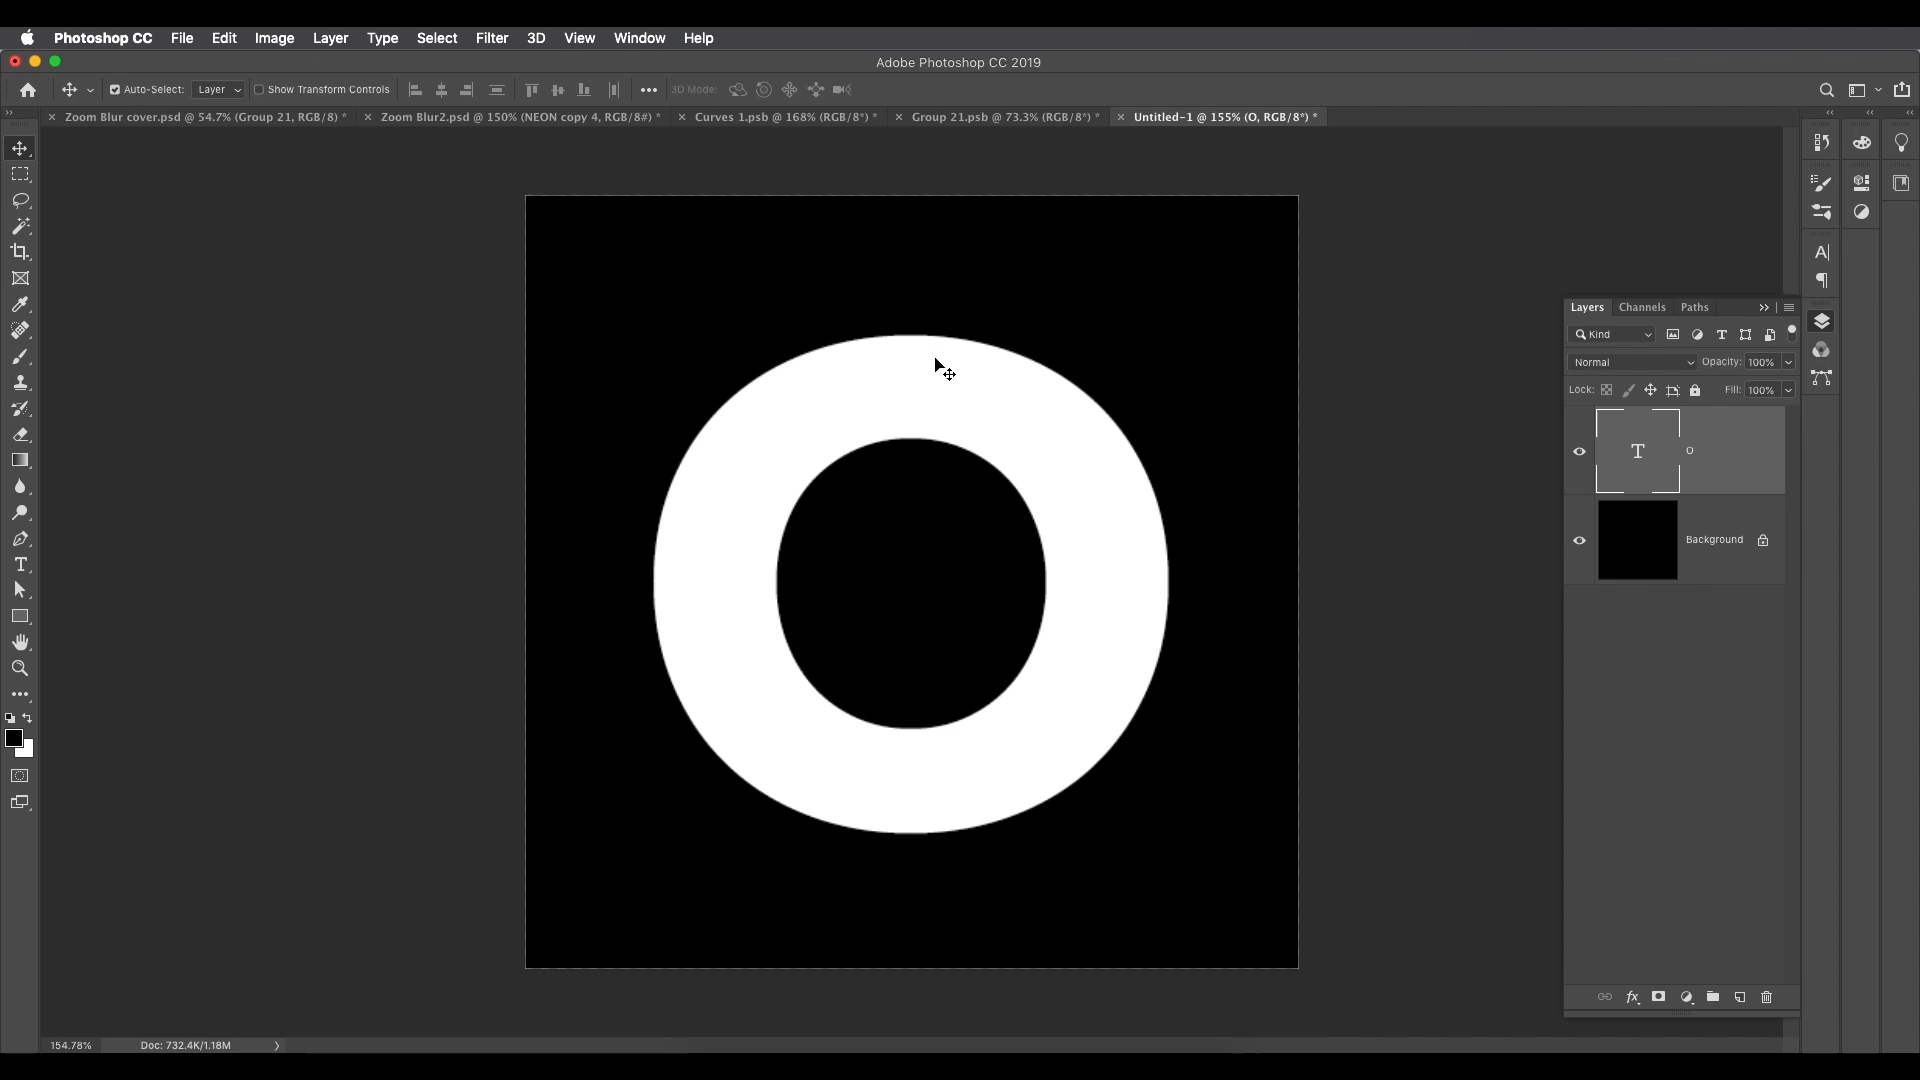 Photoshop CC File Edit Image Layer Type Select Filter 3D View Window Help
Adobe Photoshop CC 2019
Auto-Select: Layer Show Transform Controls 3D Mode:
Zoom Blur cover.psd @ 54.7% (Group 21, RGB/8) * Zoom Blur2.psd @ 150% (NEON copy 4, RGB/8#) * Curves 1.psb @ 168% (RGB/8*) * Group 21.psb @ 73.3% (RGB/8*) * Untitled-1 @ 155% (O, RGB/8*) *
O
Layers Channels Paths
Kind
Normal Opacity: 100%
Lock: Fill: 100%
T O
Background
fx
154.78% Doc: 732.4K/1.18M